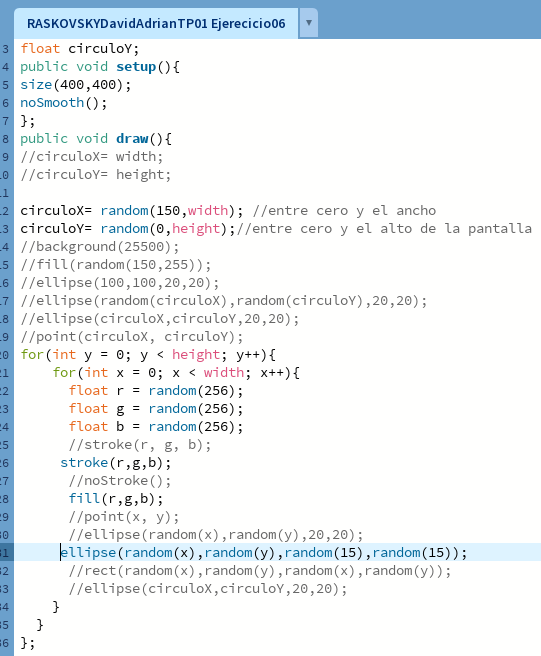 RASKOVSKYDavidAdrianTP01 Ejerecicio06 ▼
3 float circuloY;
4 public void setup(){
5 size(400,400);
6 noSmooth();
7 };
8 public void draw(){
9 //circuloX= width;
10 //circuloY= height;
11
12 circuloX= random(150,width); //entre cero y el ancho
13 circuloY= random(0,height);//entre cero y el alto de la pantalla
14 //background(25500);
15 //fill(random(150,255));
16 //ellipse(100,100,20,20);
17 //ellipse(random(circuloX),random(circuloY),20,20);
18 //ellipse(circuloX,circuloY,20,20);
19 //point(circuloX, circuloY);
20 for(int y = 0; y < height; y++){
21 for(int x = 0; x < width; x++){
22 float r = random(256);
23 float g = random(256);
24 float b = random(256);
25 //stroke(r, g, b);
26 stroke(r,g,b);
27 //noStroke();
28 fill(r,g,b);
29 //point(x, y);
30 //ellipse(random(x),random(y),20,20);
31 ellipse(random(x),random(y),random(15),random(15));
32 //rect(random(x),random(y),random(x),random(y));
33 //ellipse(circuloX,circuloY,20,20);
34 }
35 }
36 };